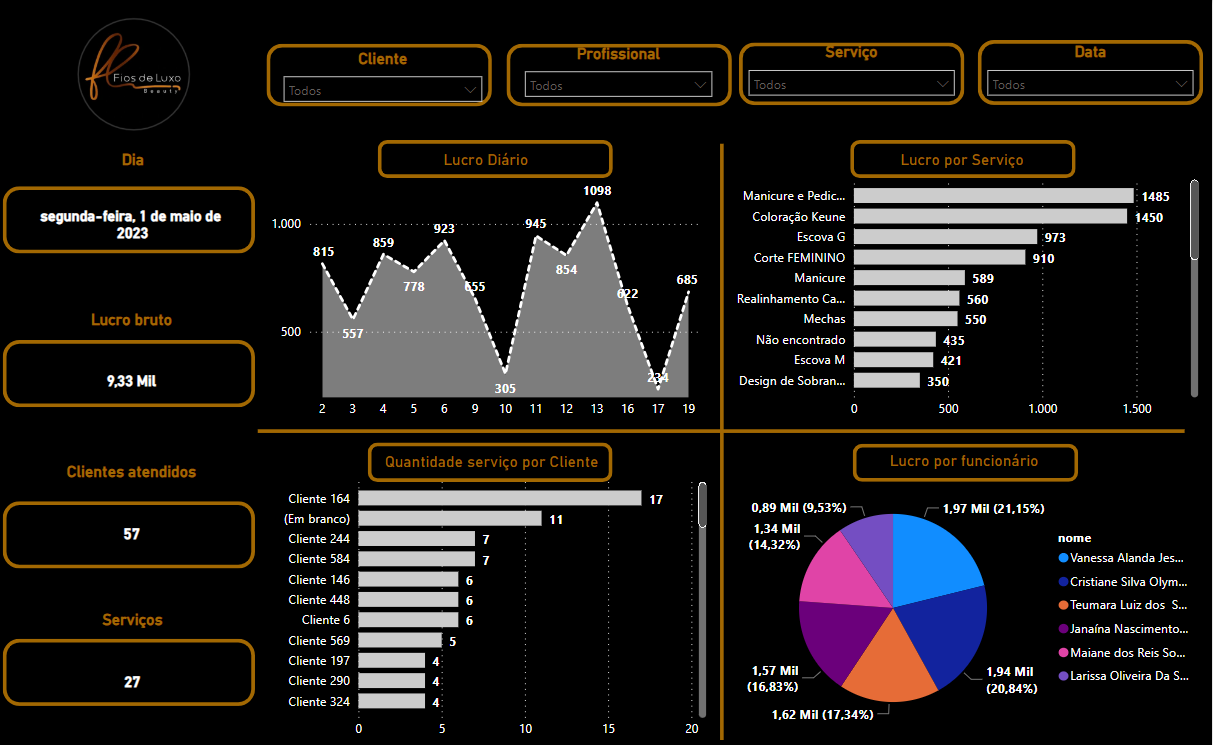 Fios de Luxo
Beauty
Cliente
Todos
Profissional
Todos
Serviço
Todos
Data
Todos
Dia
segunda-feira, 1 de maio de
2023
Lucro bruto
9,33 Mil
Clientes atendidos
57
Serviços
27
Lucro Diário
1.000
500
815
557
859
778
923
655
305
945
854
1098
622
234
685
2 3 4 5 6 9 10 11 12 13 16 17 19
Lucro por Serviço
Manicure e Pedic... 1485
Coloração Keune 1450
Escova G 973
Corte FEMININO 910
Manicure 589
Realinhamento Ca... 560
Mechas 550
Não encontrado 435
Escova M 421
Design de Sobran... 350
0 500 1.000 1.500
Quantidade serviço por Cliente
Cliente 164 17
(Em branco) 11
Cliente 244 7
Cliente 584 7
Cliente 146 6
Cliente 448 6
Cliente 6 6
Cliente 569 5
Cliente 197 4
Cliente 290 4
Cliente 324 4
0 5 10 15 20
Lucro por funcionário
0,89 Mil (9,53%)
1,97 Mil (21,15%)
1,34 Mil
(14,32%)
1,57 Mil
(16,83%)
1,94 Mil
(20,84%)
1,62 Mil (17,34%)
nome
Vanessa Alanda Jes...
Cristiane Silva Olym...
Teumara Luiz dos S...
Janaína Nascimento...
Maiane dos Reis So...
Larissa Oliveira Da S...